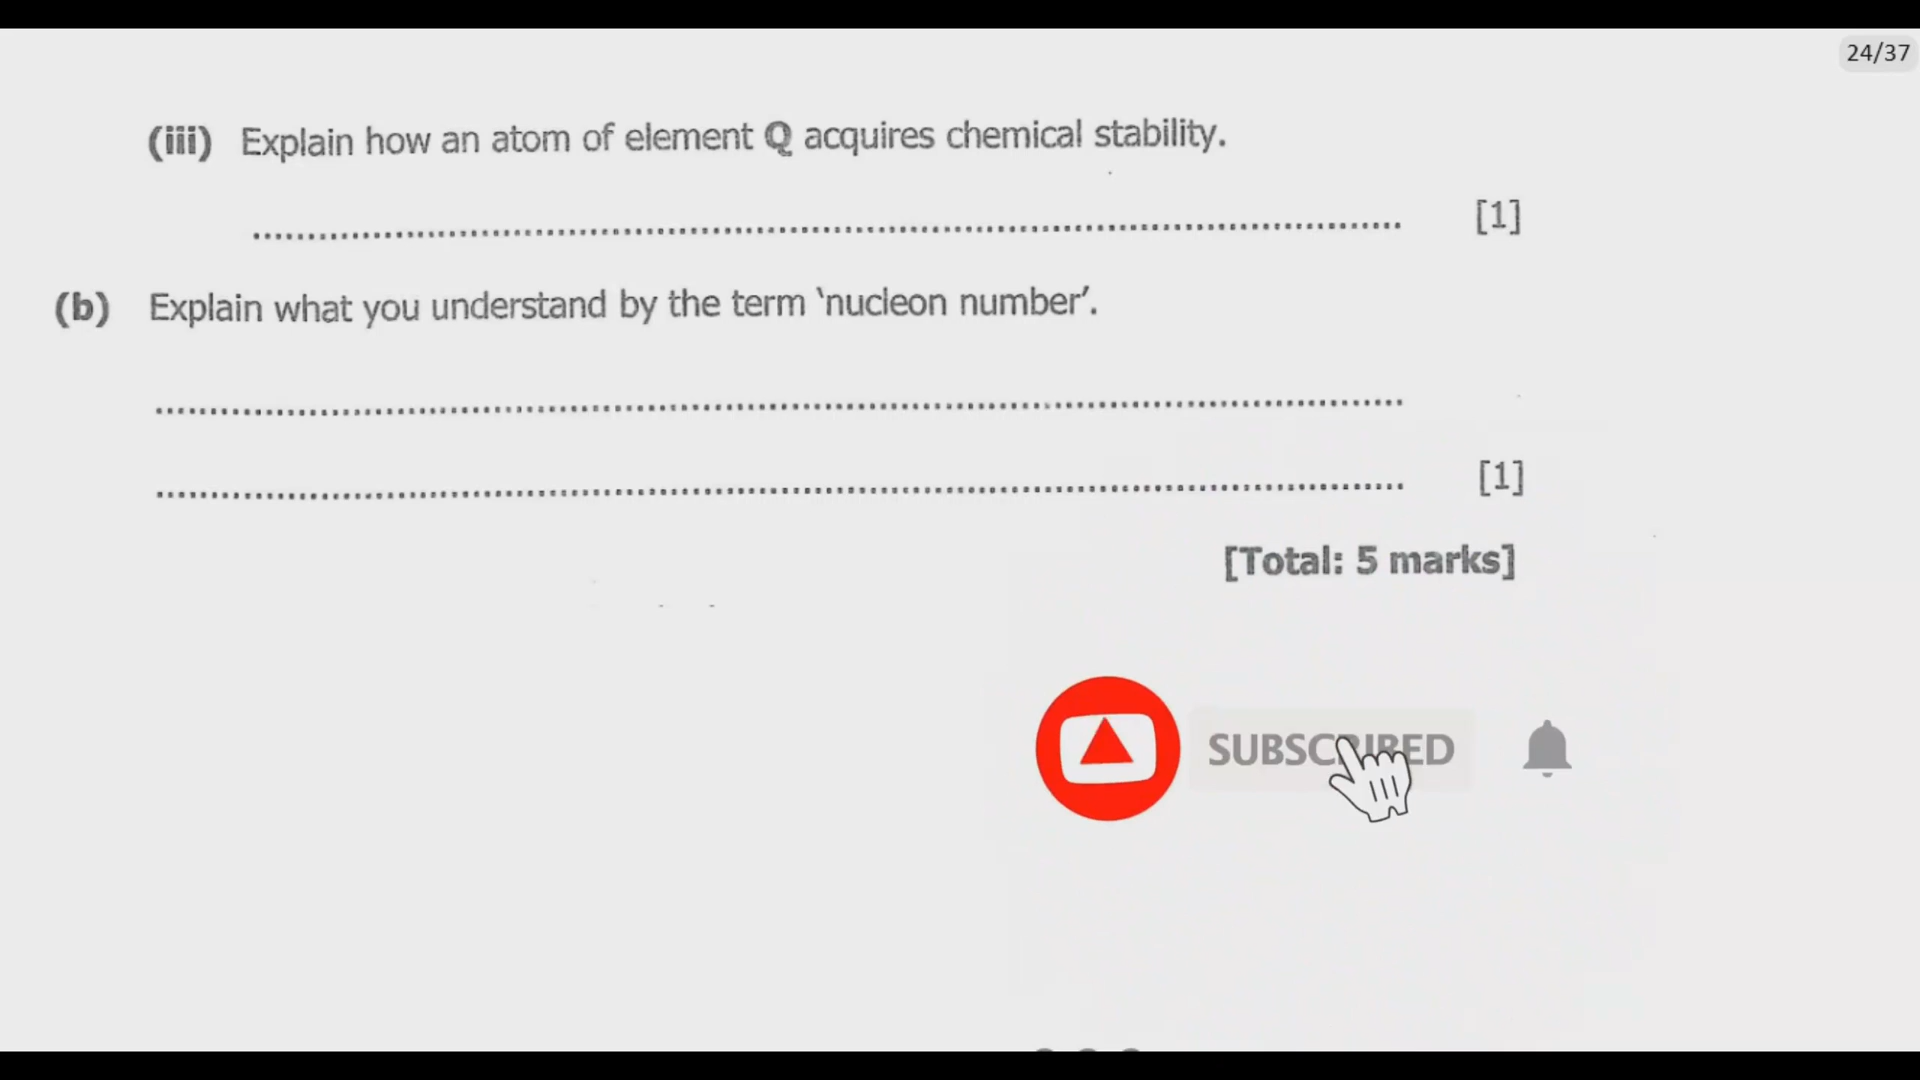 24/37
(iii) Explain how an atom of element Q acquires chemical stability.
[1]
(b) Explain what you understand by the term ‘nucleon number’.
[1]
[Total: 5 marks]
SUBSCRIBED